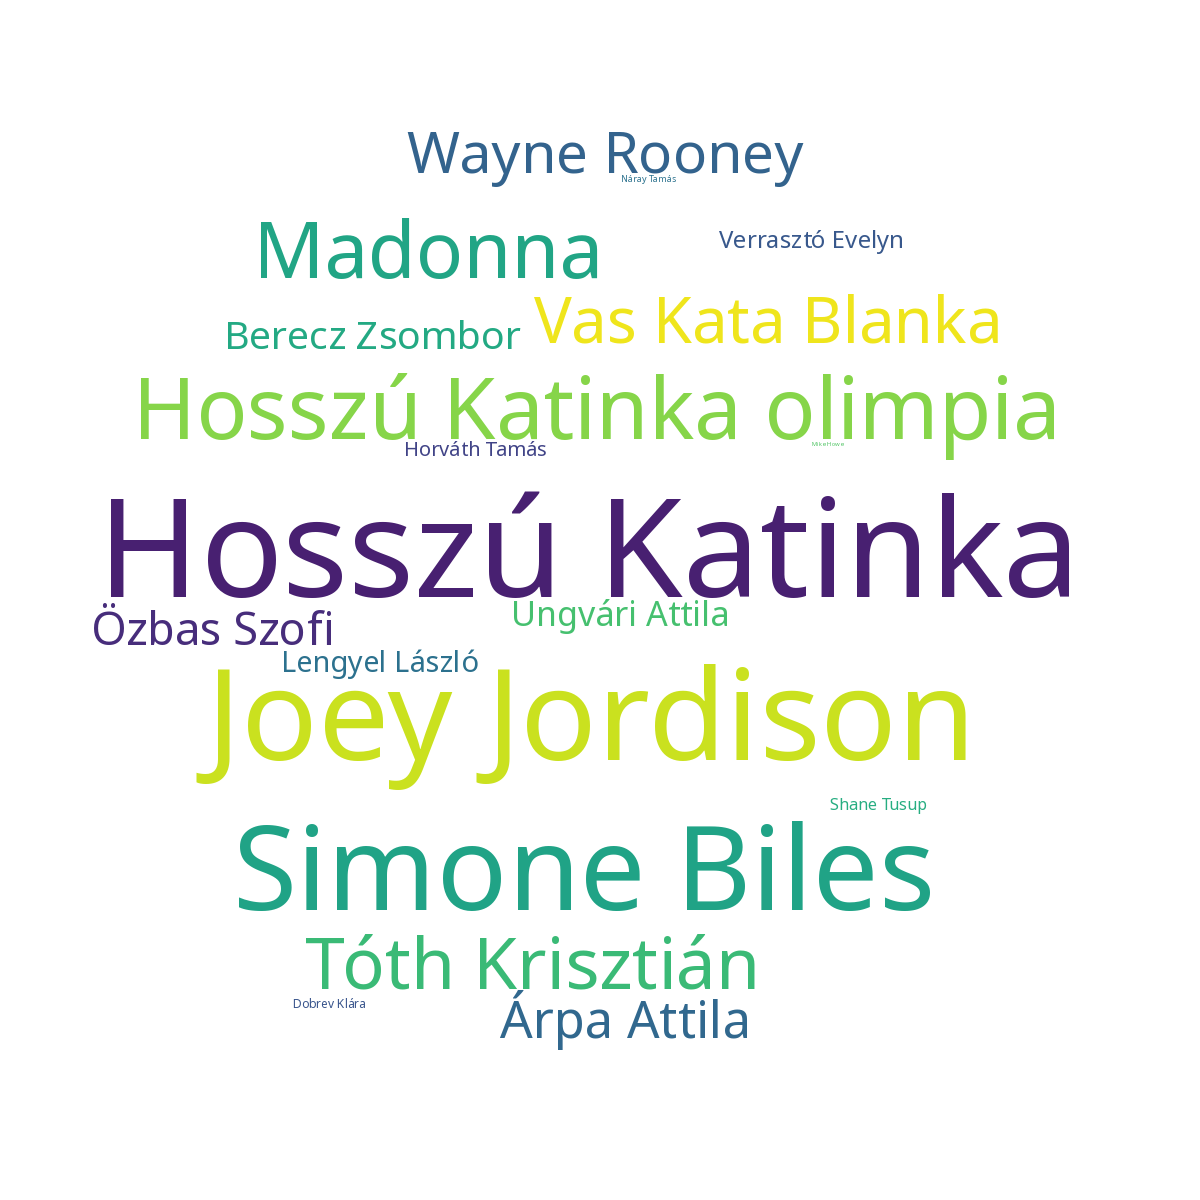 Wayne Rooney
Náray Tamás
Madonna
Verrasztó Evelyn
Vas Kata Blanka
Berecz Zsombor
Hosszú Katinka olimpia
Horváth Tamás
Mike Howe
Hosszú Katinka
Özbas Szofi
Ungvári Attila
Lengyel László
Joey Jordison
Shane Tusup
Simone Biles
Tóth Krisztián
Dobrev Klára
Árpa Attila